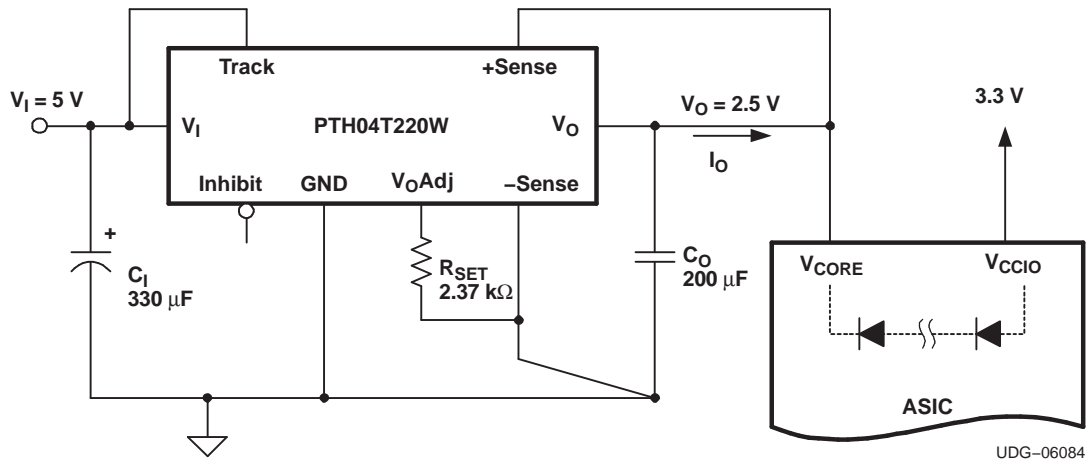 Track
+Sense
V_I = 5 V
V_I
PTH04T220W
V_O
V_O = 2.5 V
I_O
3.3 V
Inhibit
GND
V_OAdj
−Sense
+
C_I
330 μF
R_SET
2.37 kΩ
C_O
200 μF
V_CORE
V_CCIO
ASIC
UDG−06084